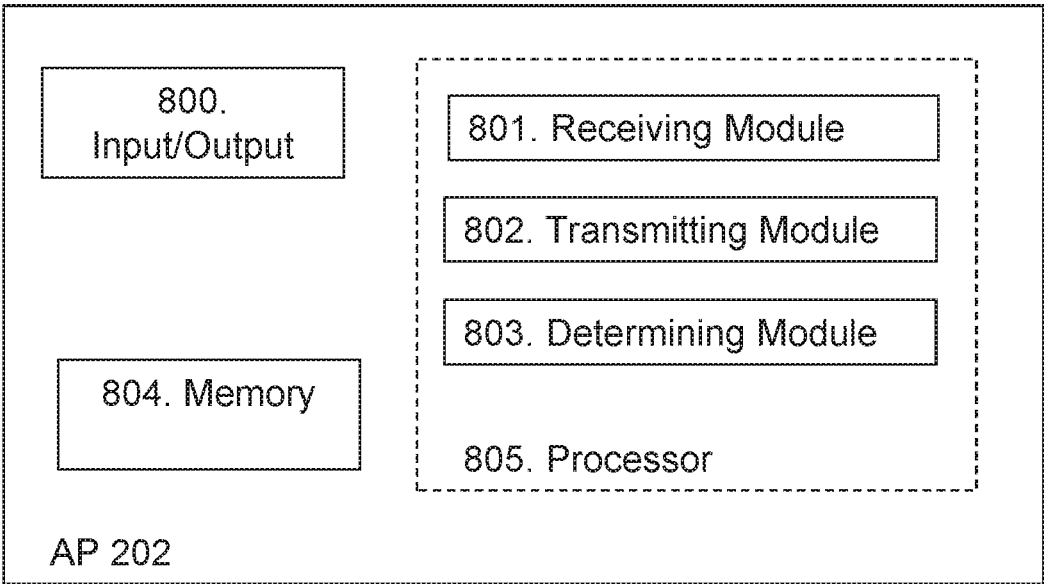 800.
Input/Output
801. Receiving Module
802. Transmitting Module
803. Determining Module
804. Memory
805. Processor
AP 202